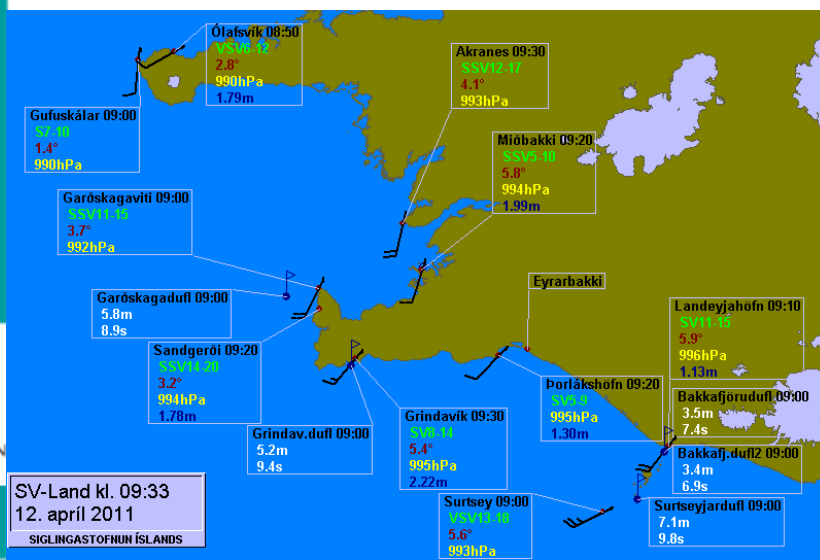 Ólafsvík 08:50
VSV6-12
2.8°
990hPa
1.79m
Akranes 09:30
SSV12-17
4.1°
993hPa
Gufuskálar 09:00
S7-10
1.4°
990hPa
Miðbakki 09:20
SSV5-10
5.8°
994hPa
1.99m
Garðskagaviti 09:00
SSV11-15
3.7°
992hPa
Garðskagadufl 09:00
5.8m
8.9s
Eyrarbakki
Landeyjahöfn 09:10
SV11-15
5.9°
996hPa
1.13m
Sandgerði 09:20
SSV14-20
3.2°
994hPa
1.78m
Þorlákshöfn 09:20
SV5-9
995hPa
1.30m
Bakkafjörudufl 09:00
3.5m
7.4s
Grindavík 09:30
SV8-14
5.4°
995hPa
2.22m
Grindav.dufl 09:00
5.2m
9.4s
Bakkafj.dufl2 09:00
3.4m
6.9s
Surtsey 09:00
VSV13-18
5.6°
993hPa
Surtseyjardufl 09:00
7.1m
9.8s
SV-Land kl. 09:33
12. apríl 2011
SIGLINGASTOFNUN ÍSLANDS